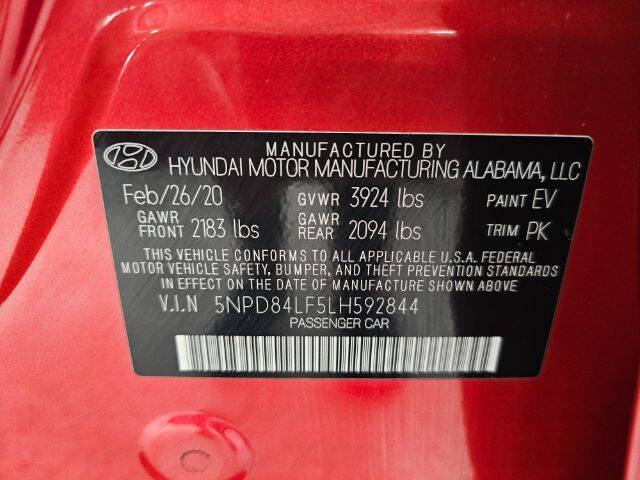 MANUFACTURED BY
HYUNDAI MOTOR MANUFACTURING ALABAMA, LLC
Feb/26/20 GVWR 3924 lbs PAINT EV
GAWR FRONT 2183 lbs GAWR REAR 2094 lbs TRIM PK
THIS VEHICLE CONFORMS TO ALL APPLICABLE U.S.A. FEDERAL
MOTOR VEHICLE SAFETY, BUMPER, AND THEFT PREVENTION STANDARDS
IN EFFECT ON THE DATE OF MANUFACTURE SHOWN ABOVE.
V.I.N 5NPD84LF5LH592844
PASSENGER CAR